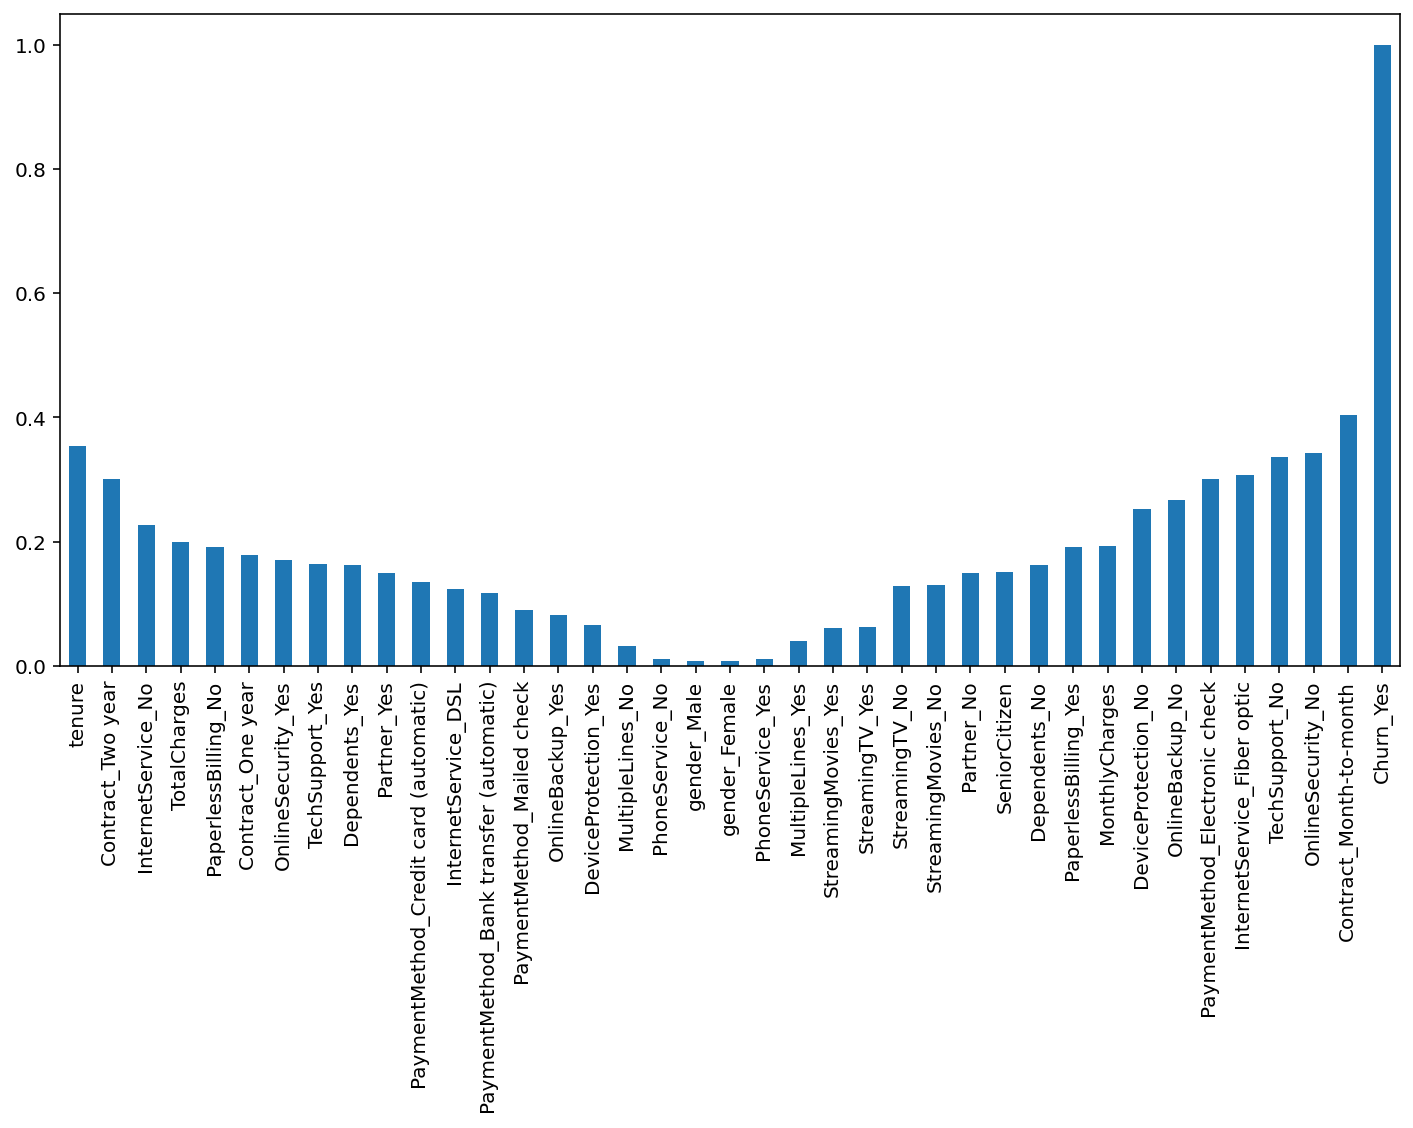 1.0
0.8
0.6
0.4
0.2
0.0
tenure
Contract_Two year
InternetService_No
TotalCharges
PaperlessBilling_No
Contract_One year
OnlineSecurity_Yes
TechSupport_Yes
Dependents_Yes
Partner_Yes
PaymentMethod_Credit card (automatic)
InternetService_DSL
PaymentMethod_Bank transfer (automatic)
PaymentMethod_Mailed check
OnlineBackup_Yes
DeviceProtection_Yes
MultipleLines_No
PhoneService_No
gender_Male
gender_Female
PhoneService_Yes
MultipleLines_Yes
StreamingMovies_Yes
StreamingTV_Yes
StreamingTV_No
StreamingMovies_No
Partner_No
SeniorCitizen
Dependents_No
PaperlessBilling_Yes
MonthlyCharges
DeviceProtection_No
OnlineBackup_No
PaymentMethod_Electronic check
InternetService_Fiber optic
TechSupport_No
OnlineSecurity_No
Contract_Month-to-month
Churn_Yes